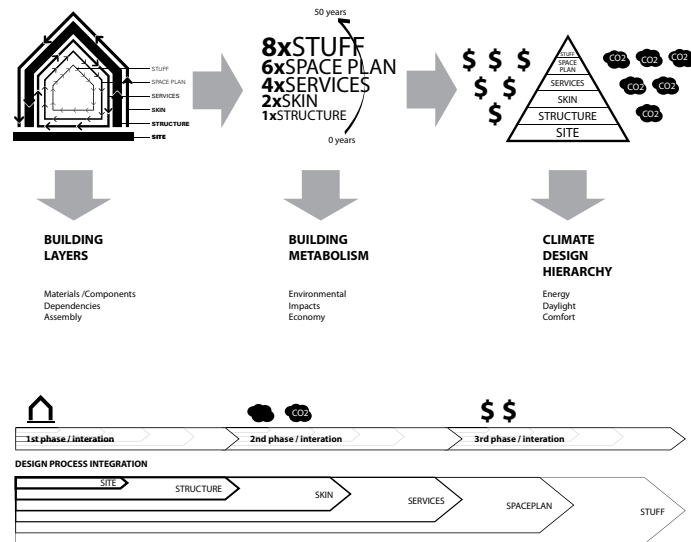 STUFF
SPACE PLAN
SERVICES
SKIN
STRUCTURE
SITE
50 years
8xSTUFF
6xSPACE PLAN
4xSERVICES
2xSKIN
1xSTRUCTURE
0 years
$ $ $
$ $
$
STUFF
SPACE
PLAN
SERVICES
SKIN
STRUCTURE
SITE
CO2 CO2 CO2
CO2 CO2
CO2
BUILDING
LAYERS
Materials /Components
Dependencies
Assembly
BUILDING
METABOLISM
Environmental
Impacts
Economy
CLIMATE
DESIGN
HIERARCHY
Energy
Daylight
Comfort
CO2
$ $
1st phase / interation
2nd phase / interation
3rd phase / interation
DESIGN PROCESS INTEGRATION
SITE
STRUCTURE
SKIN
SERVICES
SPACEPLAN
STUFF